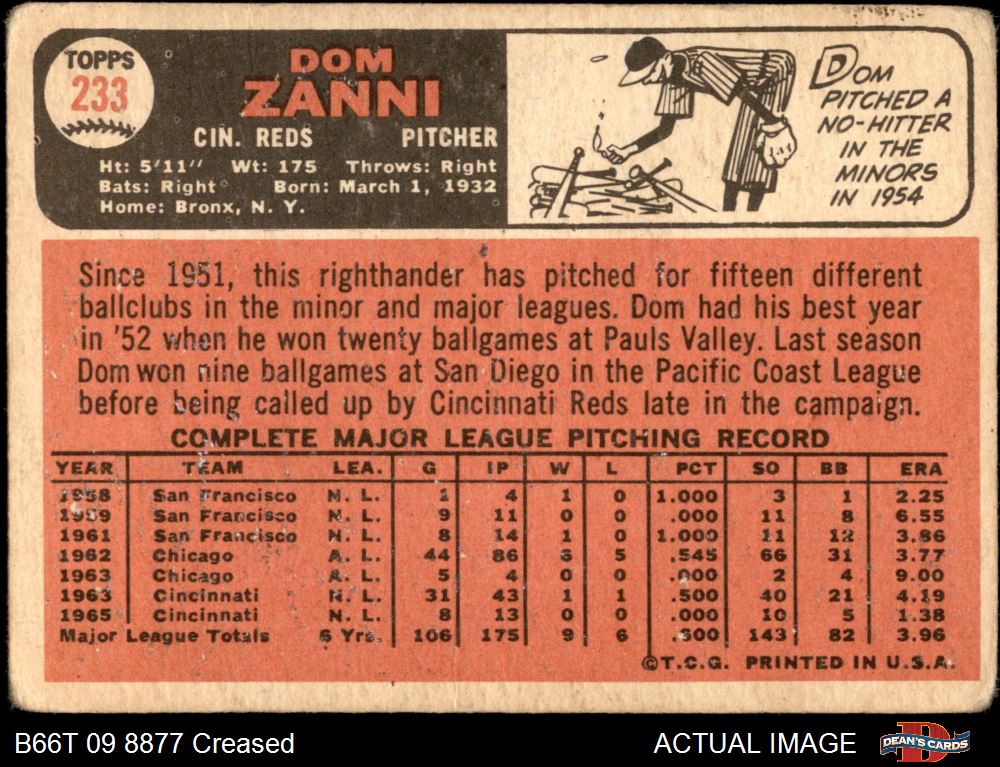 TOPPS
233
DOM
ZANNI
CIN. REDS PITCHER
Ht: 5'11" Wt: 175 Throws: Right
Bats: Right Born: March 1, 1932
Home: Bronx, N. Y.
DOM
PITCHED A
NO-HITTER
IN THE
MINORS
IN 1954
Since 1951, this righthander has pitched for fifteen different
ballclubs in the minor and major leagues. Dom had his best year
in '52 when he won twenty ballgames at Pauls Valley. Last season
Dom won nine ballgames at San Diego in the Pacific Coast League
before being called up by Cincinnati Reds late in the campaign.
COMPLETE MAJOR LEAGUE PITCHING RECORD
YEAR TEAM LEA. G IP W L PCT SO BB ERA
1958 San Francisco N. L. 1 4 1 0 1.000 3 1 2.25
1959 San Francisco N. L. 9 11 0 0 .000 11 8 6.55
1961 San Francisco N. L. 8 14 1 0 1.000 11 12 3.86
1962 Chicago A. L. 44 86 6 5 .545 66 31 3.77
1963 Chicago A. L. 5 4 0 0 .000 2 4 9.00
1963 Cincinnati N. L. 31 43 1 1 .500 40 21 4.19
1965 Cincinnati N. L. 8 13 0 0 .000 10 5 1.38
Major League Totals 6 Yrs. 106 175 9 6 .600 143 82 3.96
©T.C.G. PRINTED IN U.S.A.
B66T 09 8877 Creased ACTUAL IMAGE DEAN'S CARDS